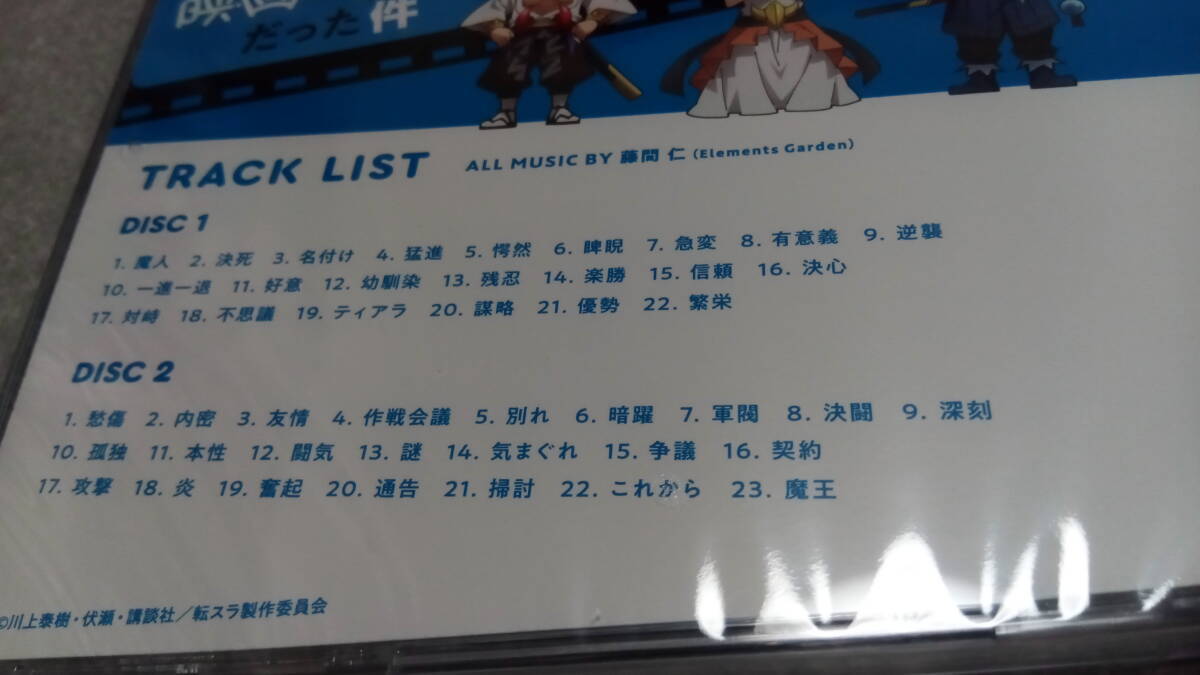 映画
だった件
TRACK LIST ALL MUSIC BY 藤間 仁 (Elements Garden)
DISC 1
1. 魔人 2. 決死 3. 名付け 4. 猛進 5. 愕然 6. 睥睨 7. 急変 8. 有意義 9. 逆襲
10. 一進一退 11. 好意 12. 幼馴染 13. 残忍 14. 楽勝 15. 信頼 16. 決心
17. 対峙 18. 不思議 19. ティアラ 20. 謀略 21. 優勢 22. 繁栄
DISC 2
1. 愁傷 2. 内密 3. 友情 4. 作戦会議 5. 別れ 6. 暗躍 7. 軍閥 8. 決闘 9. 深刻
10. 孤独 11. 本性 12. 闘気 13. 謎 14. 気まぐれ 15. 争議 16. 契約
17. 攻撃 18. 炎 19. 奮起 20. 通告 21. 掃討 22. これから 23. 魔王
©川上泰樹・伏瀬・講談社／転スラ製作委員会